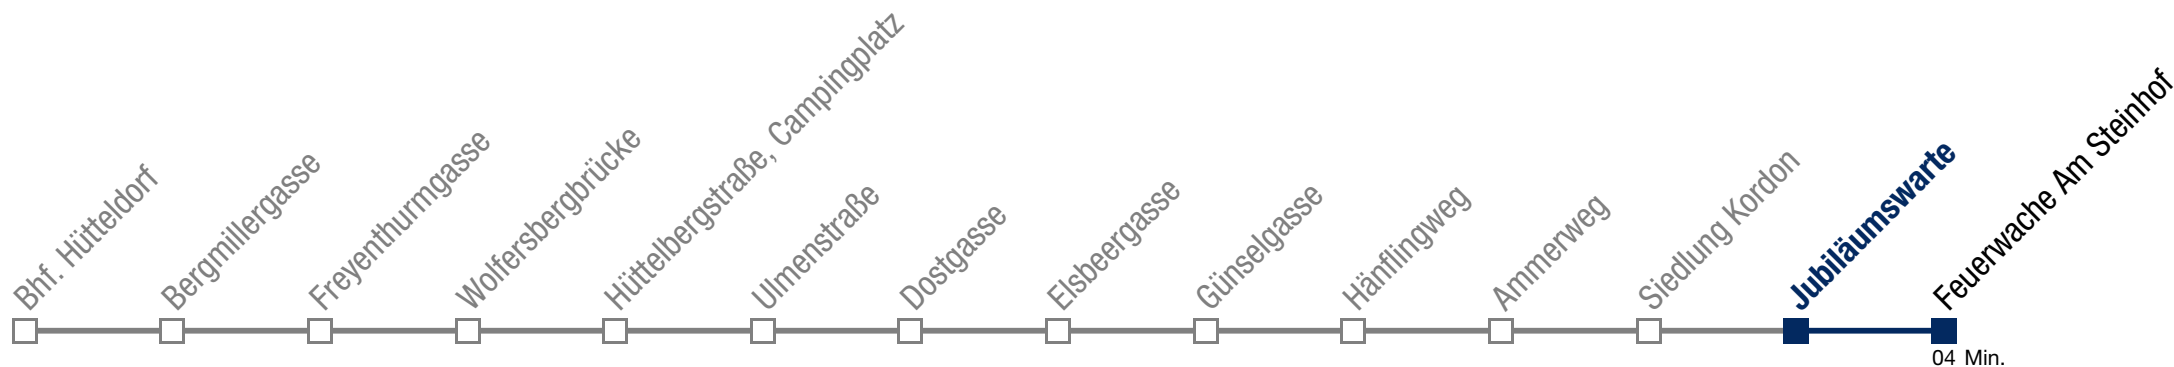 Bhf. Hütteldorf
Bergmillergasse
Freyenthurmgasse
Wolfersbergbrücke
Hüttelbergstraße, Campingplatz
Ulmenstraße
Dostgasse
Elsbeergasse
Günselgasse
Hänflingweg
Ammerweg
Siedlung Kordon
Jubiläumswarte
Feuerwache Am Steinhof
04 Min.